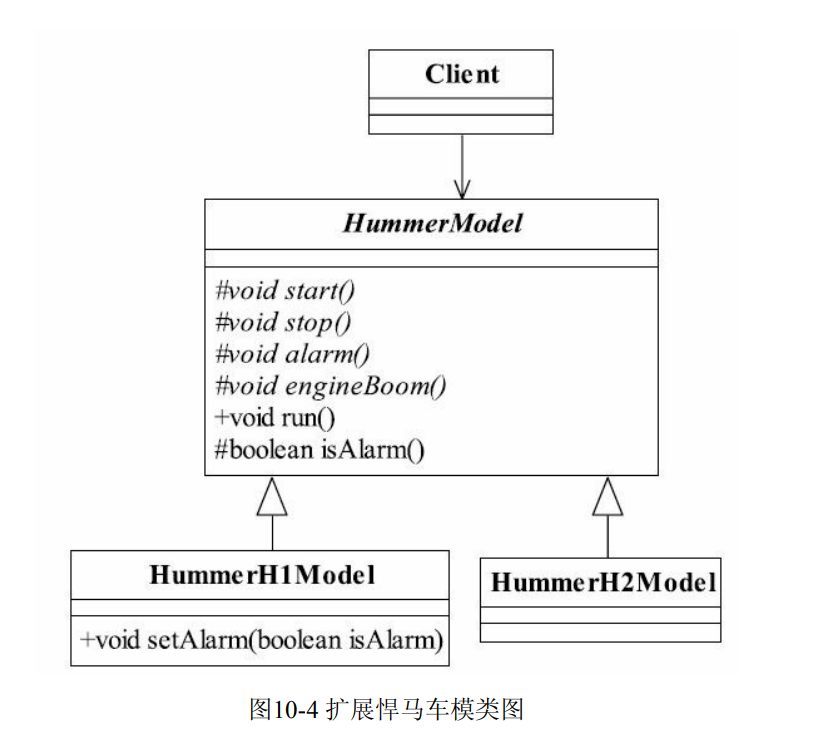 Client
HummerModel
#void start()
#void stop()
#void alarm()
#void engineBoom()
+void run()
#boolean isAlarm()
HummerH1Model
+void setAlarm(boolean isAlarm)
HummerH2Model
图10-4 扩展悍马车模类图